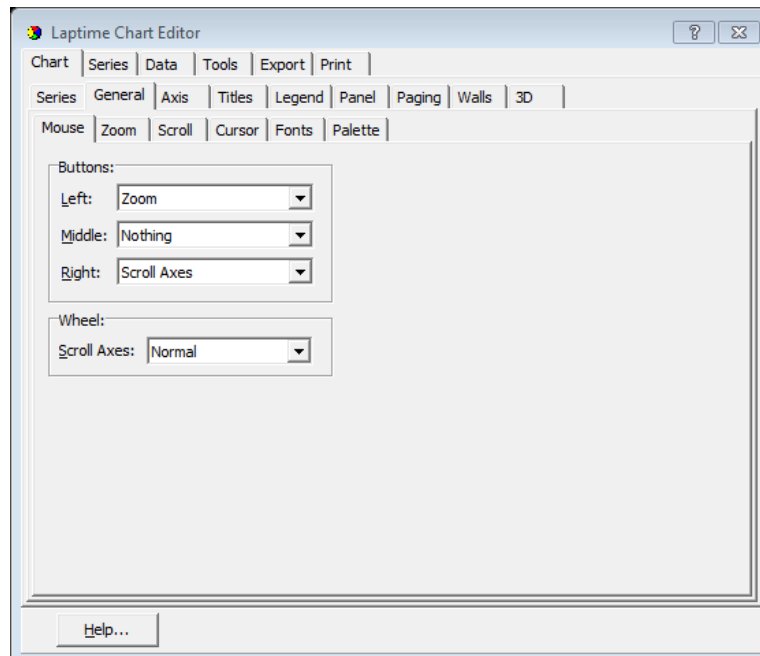 Laptime Chart Editor
Chart Series Data Tools Export Print
Series General Axis Titles Legend Panel Paging Walls 3D
Mouse Zoom Scroll Cursor Fonts Palette
Buttons:
Left: Zoom
Middle: Nothing
Right: Scroll Axes
Wheel:
Scroll Axes: Normal
Help...